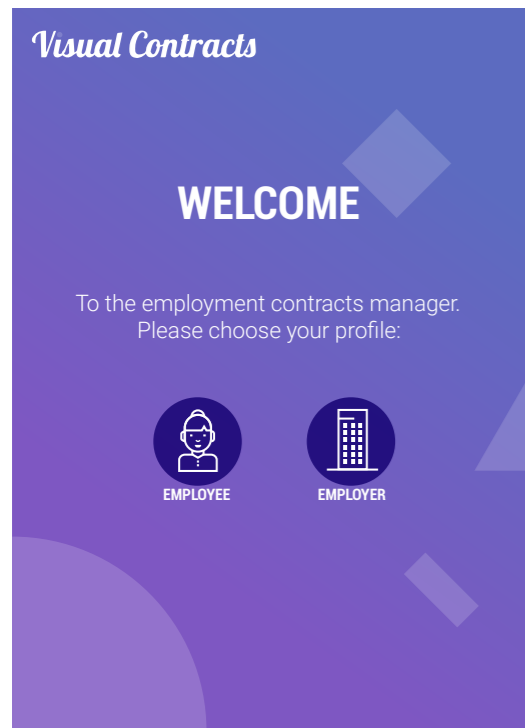 Visual Contracts
WELCOME
To the employment contracts manager.
Please choose your profile:
EMPLOYEE
EMPLOYER